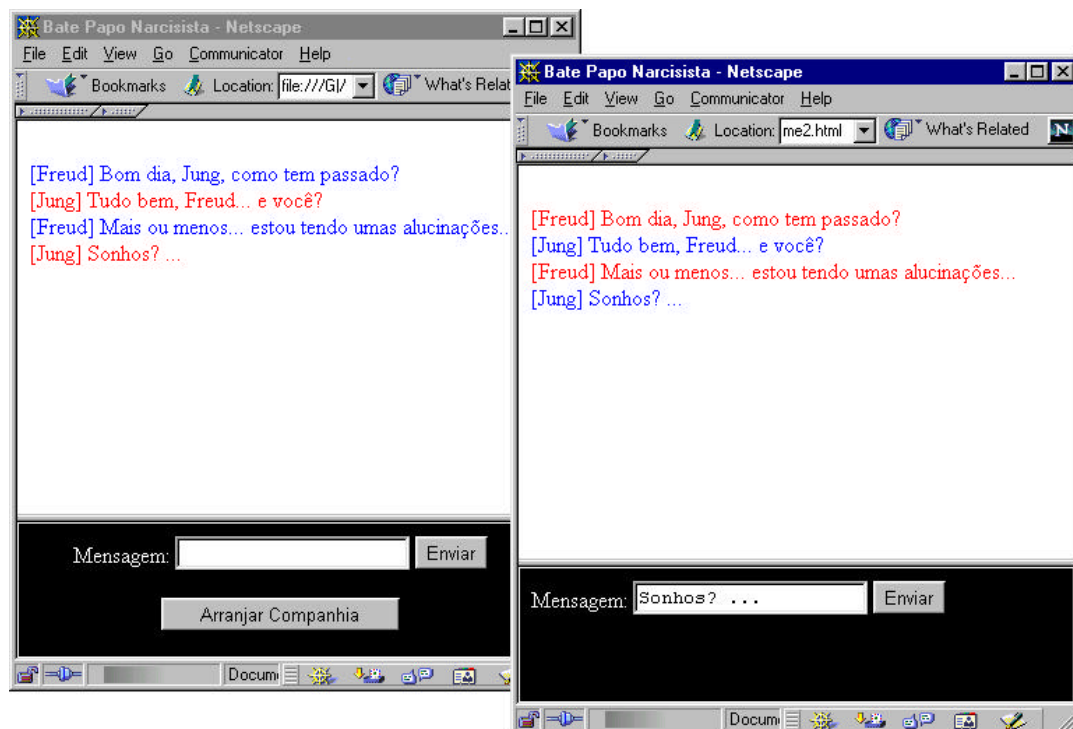 Bate Papo Narcisista - Netscape
File Edit View Go Communicator Help
Bookmarks Location: file:///G|/ What's Relat
[Freud] Bom dia, Jung, como tem passado?
[Jung] Tudo bem, Freud... e você?
[Freud] Mais ou menos... estou tendo umas alucinações..
[Jung] Sonhos? ...
Mensagem: Enviar
Arranjar Companhia
Docum
Bate Papo Narcisista - Netscape
File Edit View Go Communicator Help
Bookmarks Location: me2.html What's Related N
[Freud] Bom dia, Jung, como tem passado?
[Jung] Tudo bem, Freud... e você?
[Freud] Mais ou menos... estou tendo umas alucinações...
[Jung] Sonhos? ...
Mensagem: Sonhos? ... Enviar
Docum